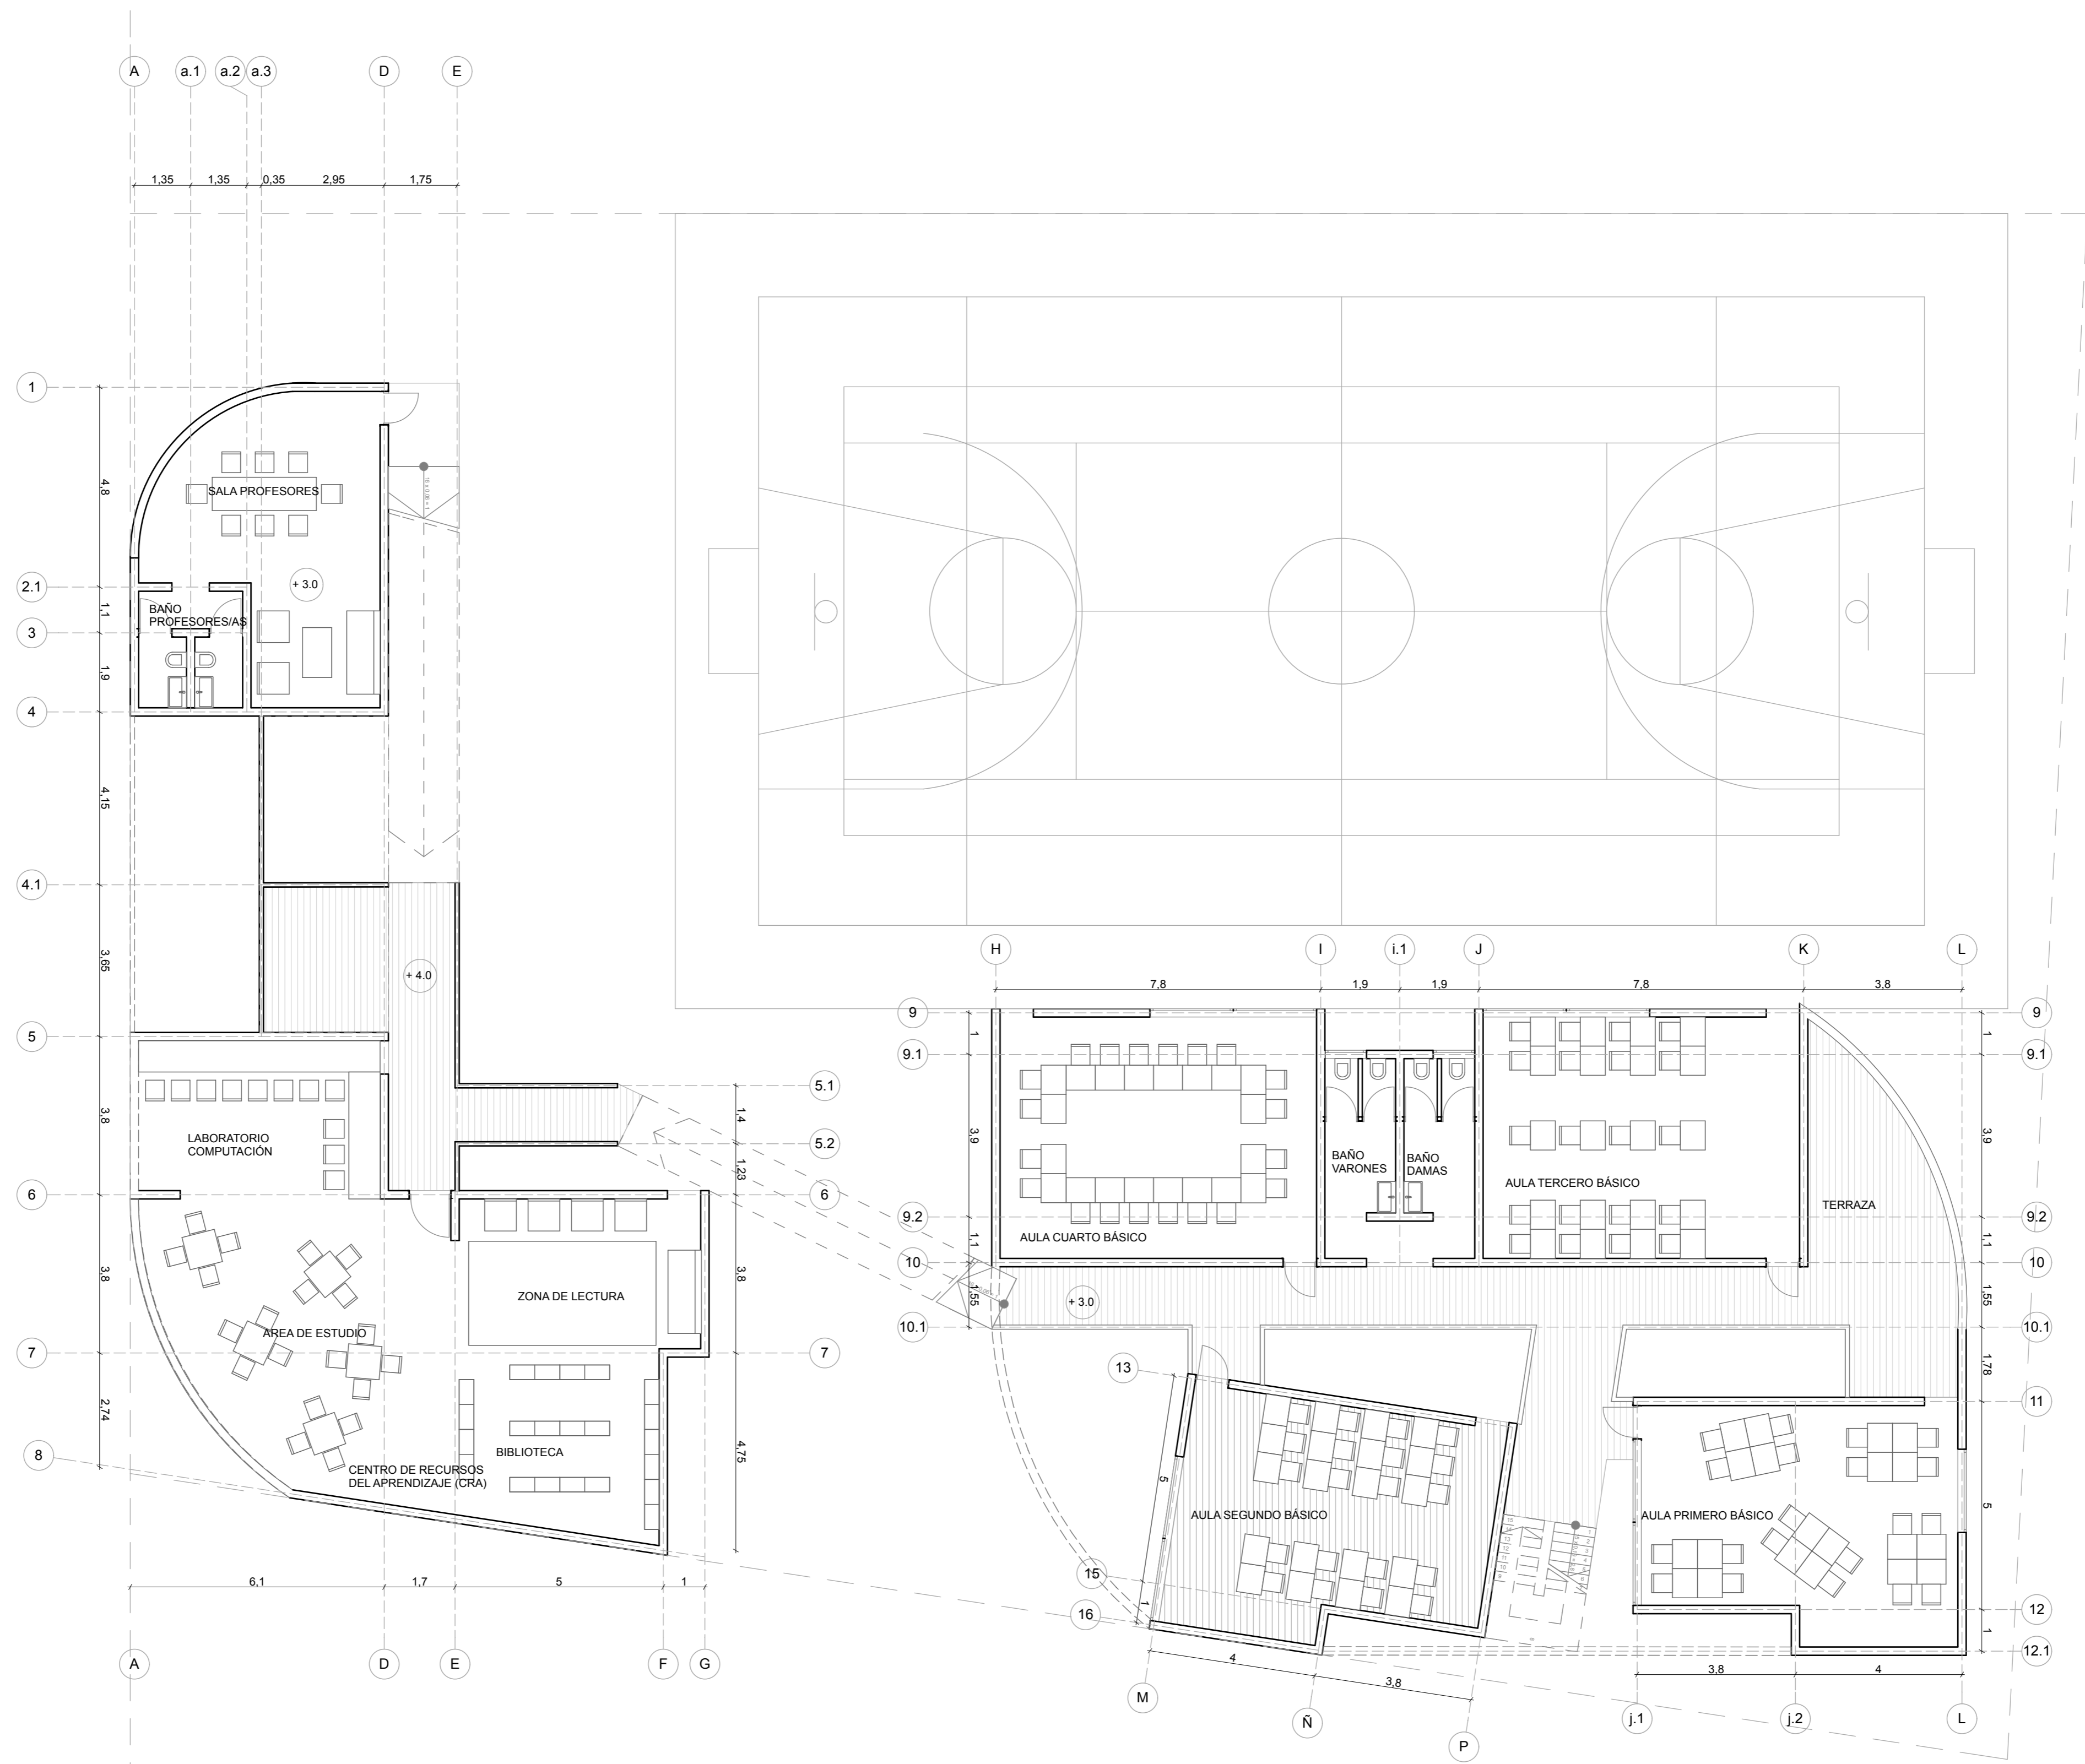 A a.1 a.2 a.3 D E
1,35 1,35 0,35 2,95 1,75
1
4,8
SALA PROFESORES
+ 3.0
2.1
1,1
BAÑO
PROFESORES/AS
3
1,9
4
4,15
4.1
3,65
+ 4.0
5
3,8
LABORATORIO
COMPUTACIÓN
5.1
1,4
5.2
1,23
6
6
3,8
3,8
ZONA DE LECTURA
AREA DE ESTUDIO
7
7
2,74
4,75
BIBLIOTECA
8
CENTRO DE RECURSOS
DEL APRENDIZAJE (CRA)
6,1 1,7 5 1
A D E F G
H I i.1 J K L
7,8 1,9 1,9 7,8 3,8
9
9
1
1
9.1
9.1
3,9
3,9
BAÑO
VARONES
BAÑO
DAMAS
AULA TERCERO BÁSICO
TERRAZA
9.2
9.2
AULA CUARTO BÁSICO
1,1
1,1
10
10
1,55
+ 3.0
1,55
10.1
10.1
13
1,78
11
5
5
AULA SEGUNDO BÁSICO
AULA PRIMERO BÁSICO
15
1
16
12
1
12.1
4 3,8
3,8 4
M Ñ P
j.1 j.2 L